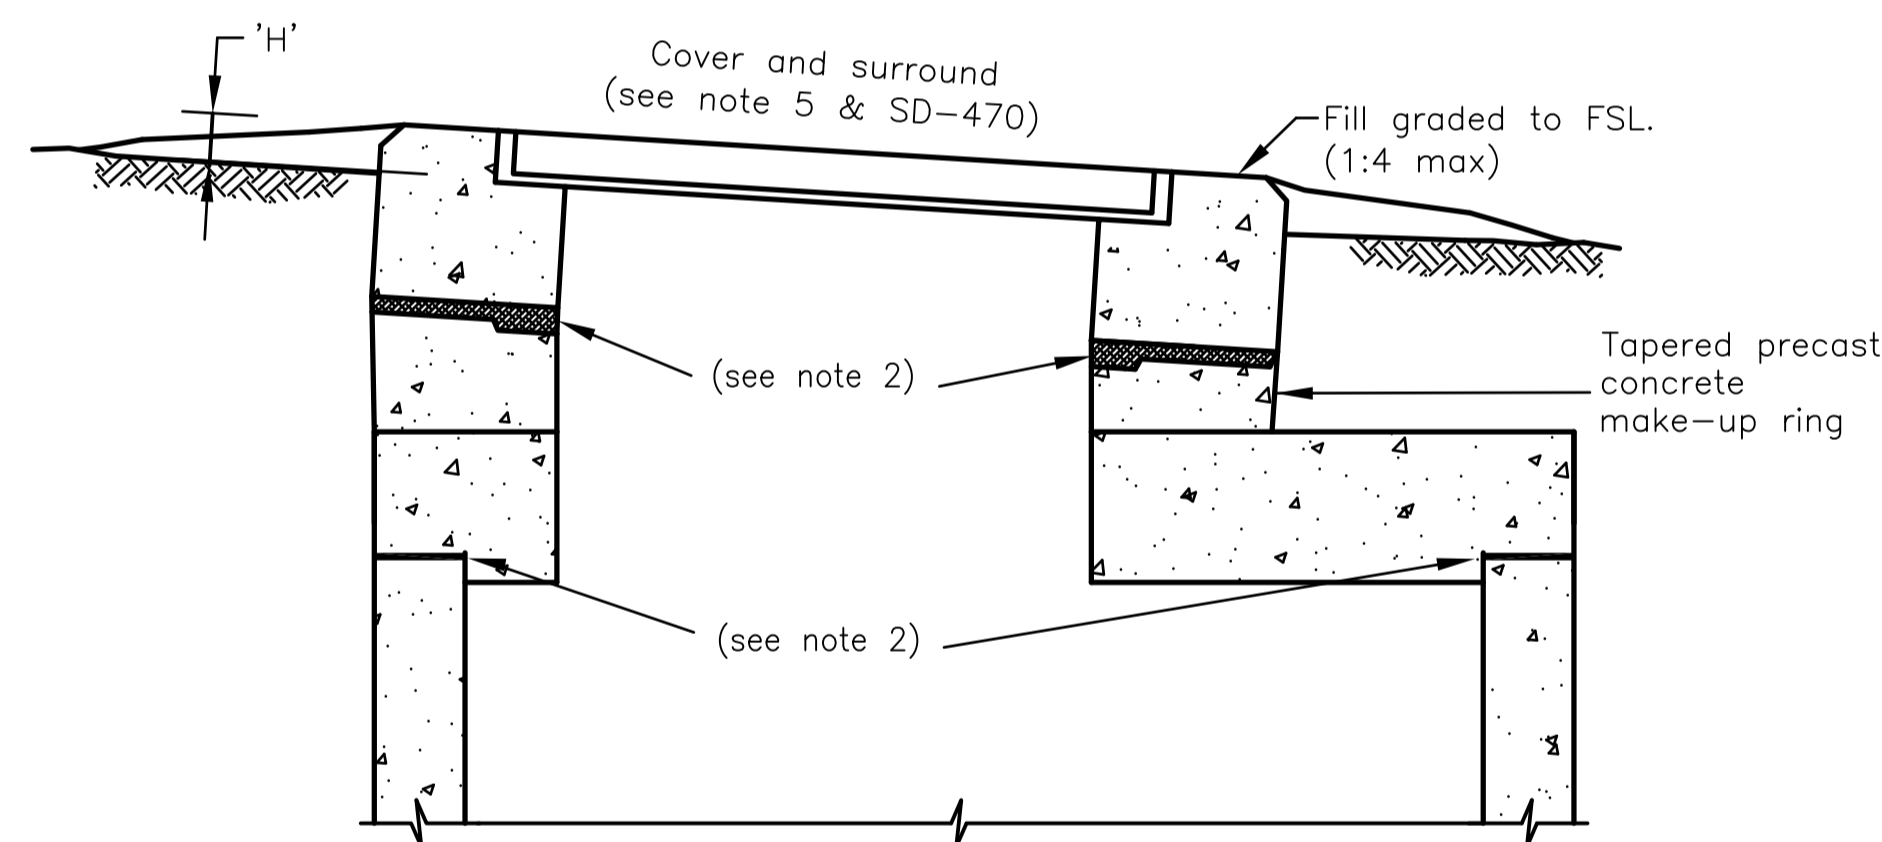 'H'
Cover and surround
(see note 5 & SD-470)
Fill graded to FSL.
(1:4 max)
(see note 2)
Tapered precast
concrete
make-up ring
(see note 2)